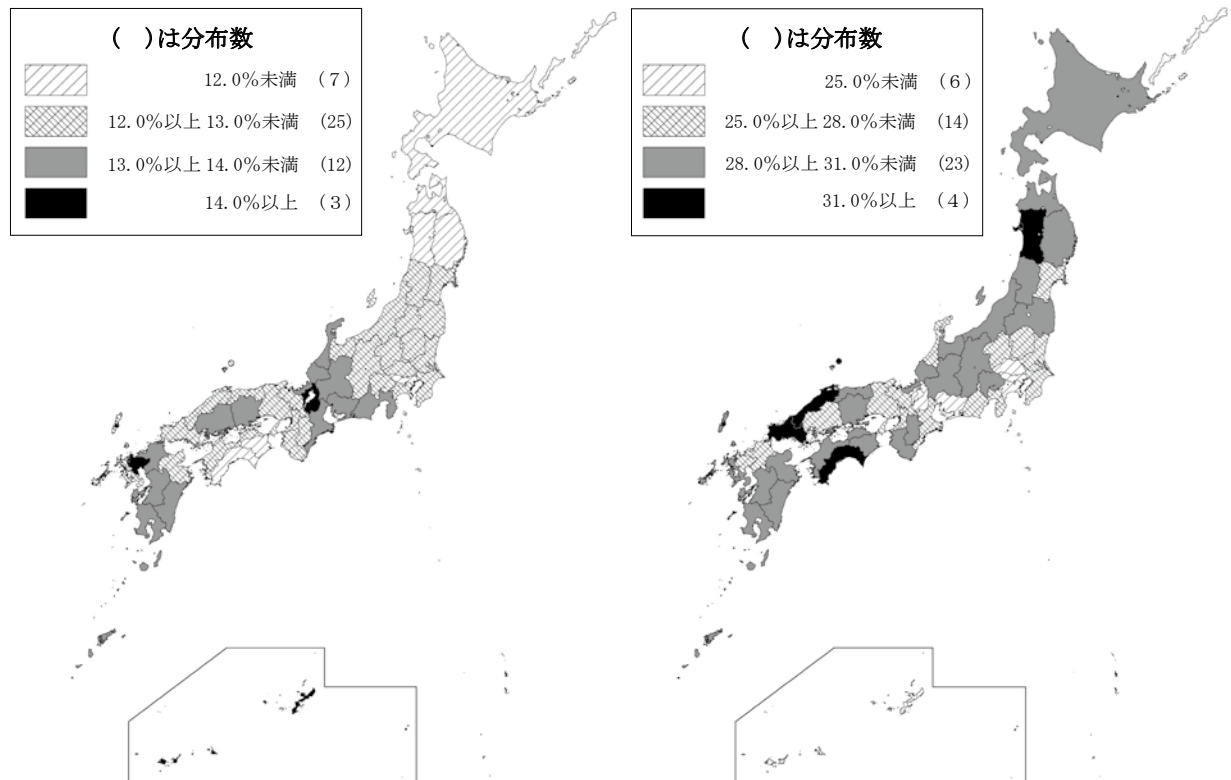 (　)は分布数
12.0%未満 (7)
12.0%以上 13.0%未満 (25)
13.0%以上 14.0%未満 (12)
14.0%以上 (3)
(　)は分布数
25.0%未満 (6)
25.0%以上 28.0%未満 (14)
28.0%以上 31.0%未満 (23)
31.0%以上 (4)